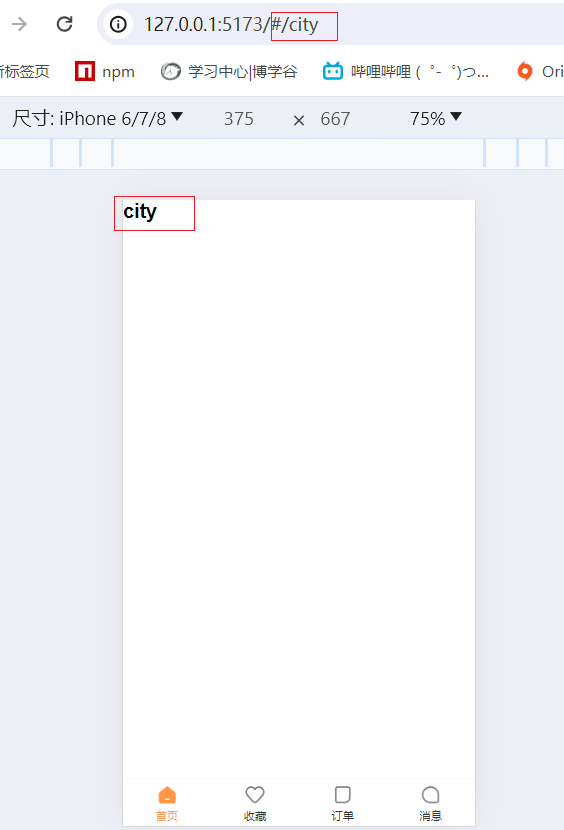 127.0.0.1:5173/#/city
新标签页 npm 学习中心|博学谷 哔哩哔哩 (゜-゜)つ... Ori
尺寸: iPhone 6/7/8 ▼ 375 × 667 75% ▼
city
首页 收藏 订单 消息